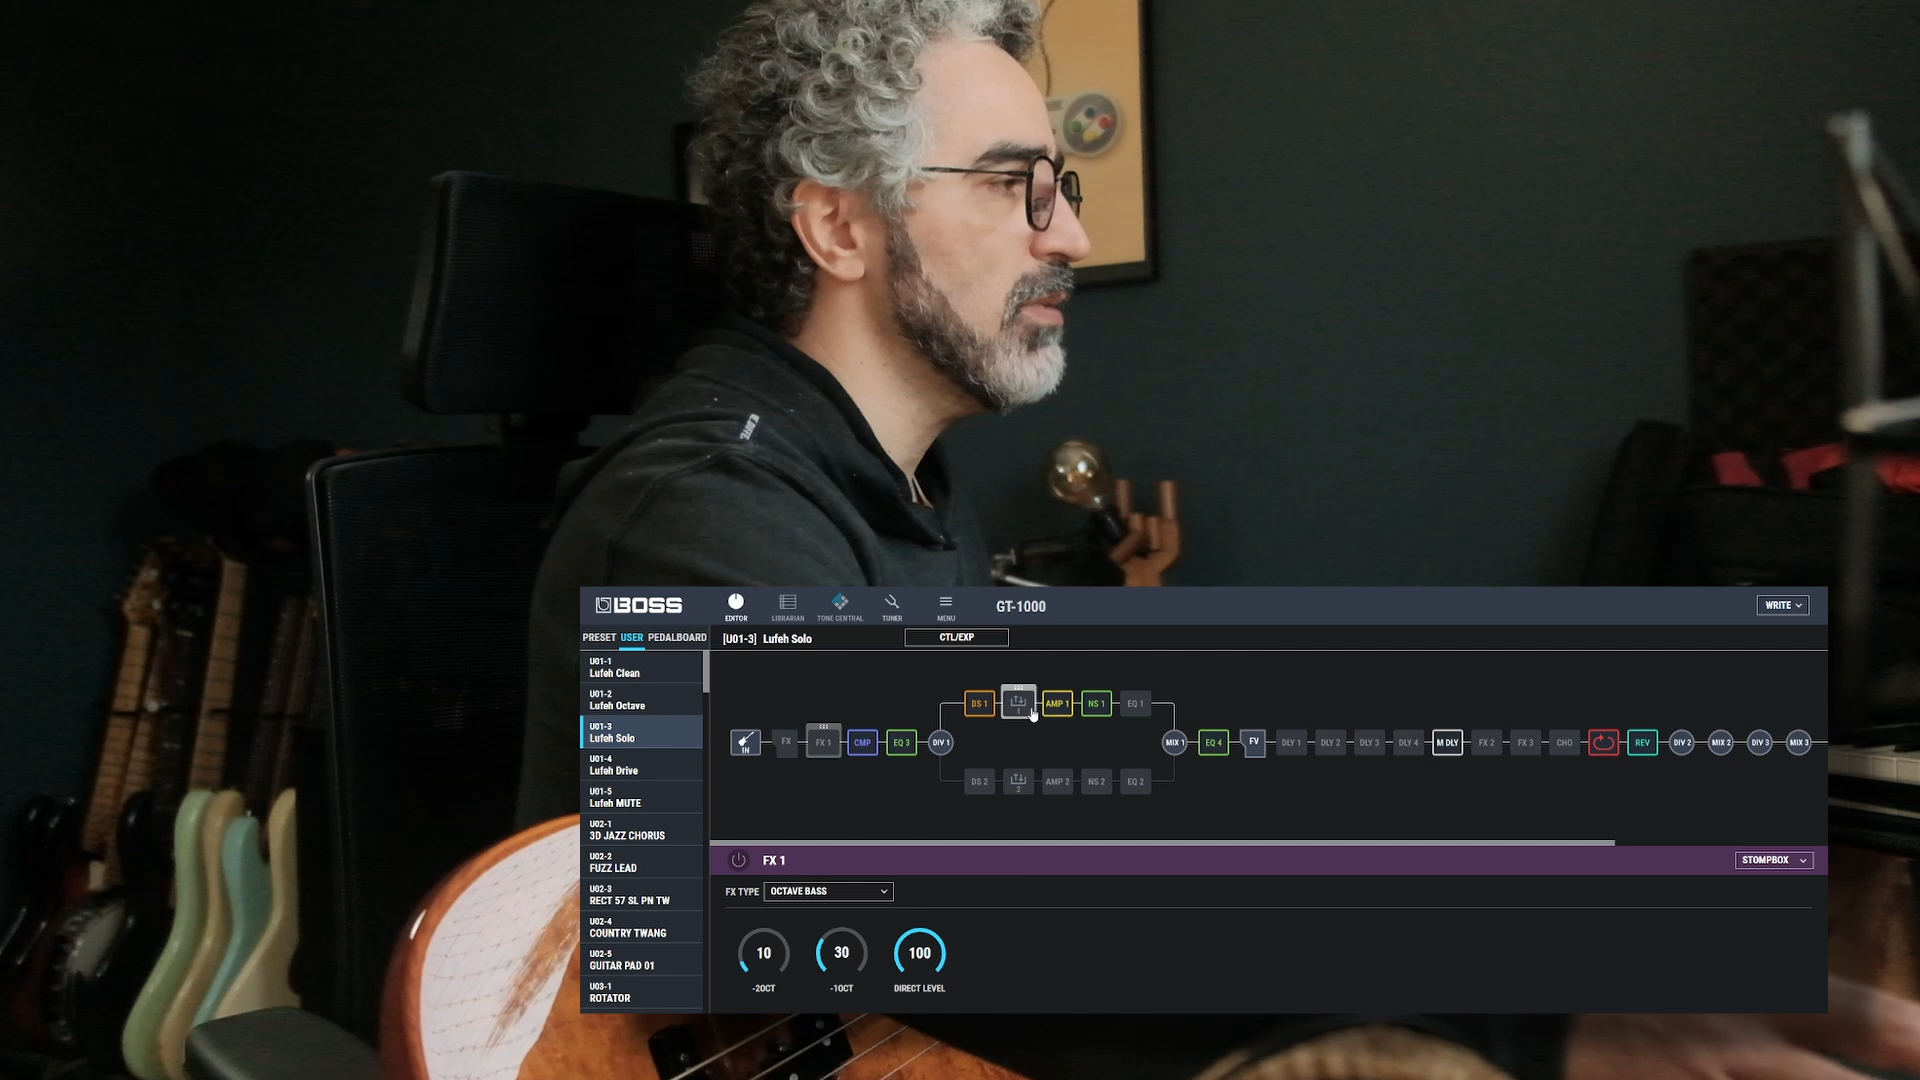 BOSS
EDITOR
LIBRARIAN
TONE CENTRAL
TUNER
MENU
GT-1000
WRITE
PRESET USER PEDALBOARD
[U01-3] Lufeh Solo
CTL/EXP
U01-1
Lufeh Clean
U01-2
Lufeh Octave
U01-3
Lufeh Solo
U01-4
Lufeh Drive
U01-5
Lufeh MUTE
U02-1
3D JAZZ CHORUS
U02-2
FUZZ LEAD
U02-3
RECT 57 SL PN TW
U02-4
COUNTRY TWANG
U02-5
GUITAR PAD 01
U03-1
ROTATOR
DS 1 1 AMP 1 NS 1 EQ 1
IN FX FX 1 CMP EQ 3 DIV 1 MIX 1 EQ 4 FV DLY 1 DLY 2 DLY 3 DLY 4 M DLY FX 2 FX 3 CHO REV DIV 2 MIX 2 DIV 3 MIX 3
DS 2 2 AMP 2 NS 2 EQ 2
FX 1
STOMPBOX
FX TYPE OCTAVE BASS
10 30 100
-2OCT -1OCT DIRECT LEVEL